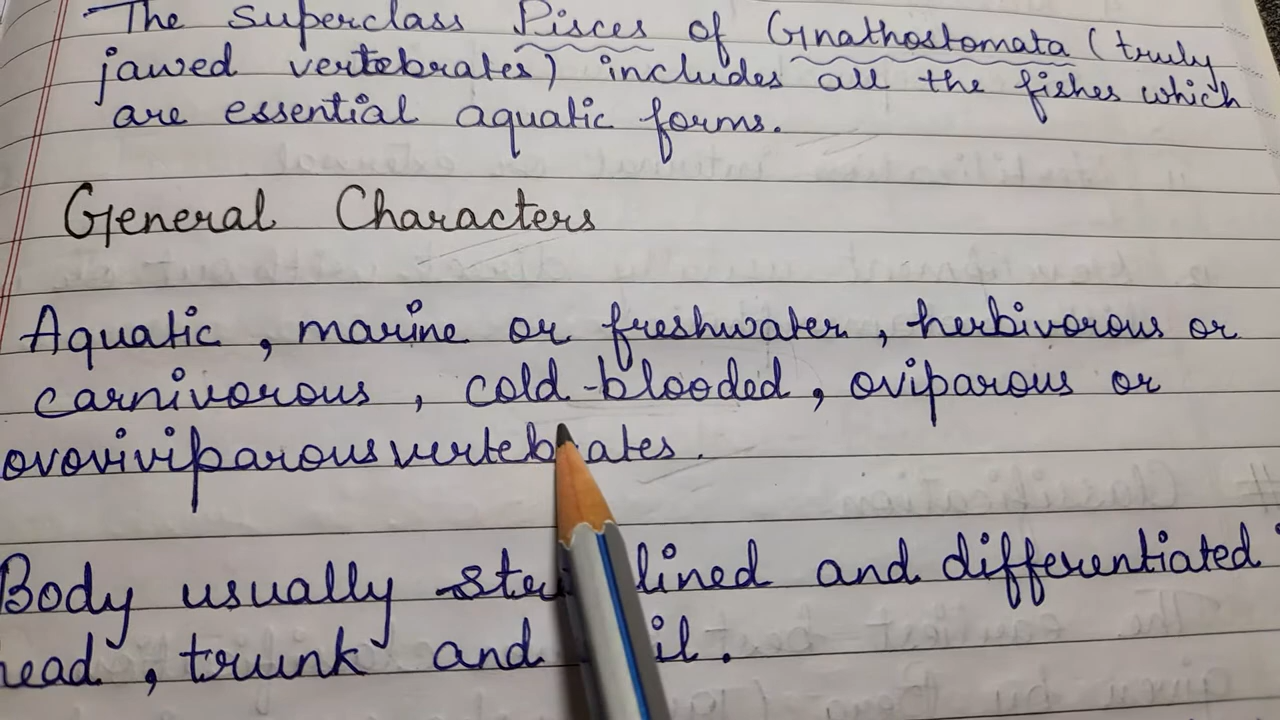 The superclass Pisces of Gnathostomata (truly
jawed vertebrates) includes all the fishes which
are essential aquatic forms.
General Characters
Aquatic, marine or freshwater, herbivorous or
carnivorous, cold-blooded, oviparous or
ovoviviparous vertebrates.
Body usually lined and differentiated
and